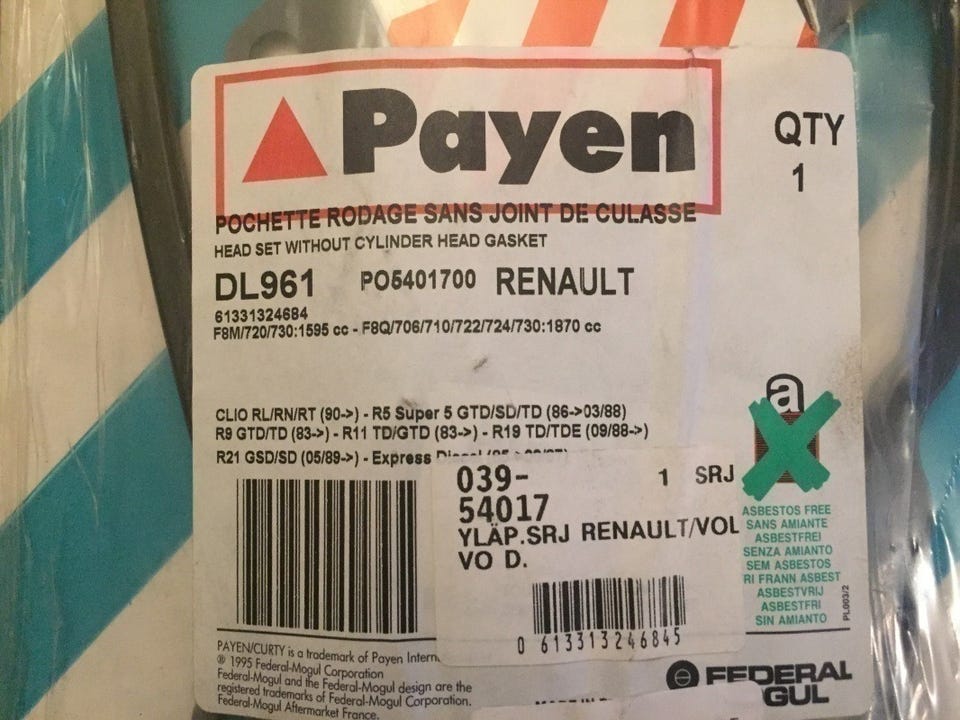 Payen
QTY
1
POCHETTE RODAGE SANS JOINT DE CULASSE
HEAD SET WITHOUT CYLINDER HEAD GASKET
DL961 PO5401700 RENAULT
61331324684
F8M/720/730:1595 cc - F8Q/706/710/722/724/730:1870 cc
CLIO RL/RN/RT (90->) - R5 Super 5 GTD/SD/TD (86->03/88)
R9 GTD/TD (83->) - R11 TD/GTD (83->) - R19 TD/TDE (09/88->)
R21 GSD/SD (05/89->) - Express
039- 1 SRJ
54017
YLÄP.SRJ RENAULT/VOL
VO D.
0 613313246845
a
ASBESTOS FREE
SANS AMIANTE
ASBESTFREI
SENZA AMIANTO
SEM ASBESTOS
RI FRANN ASBEST
ASBESTVRIJ
ASBESTFRI
SIN AMIANTO
PL003/2
PAYEN/CURTY is a trademark of Payen
® 1995 Federal-Mogul Corporation
Federal-Mogul and the Federal-Mogul design are the
registered trademarks of Federal-Mogul Corporation.
Federal-Mogul Aftermarket France.
FEDERAL
GUL